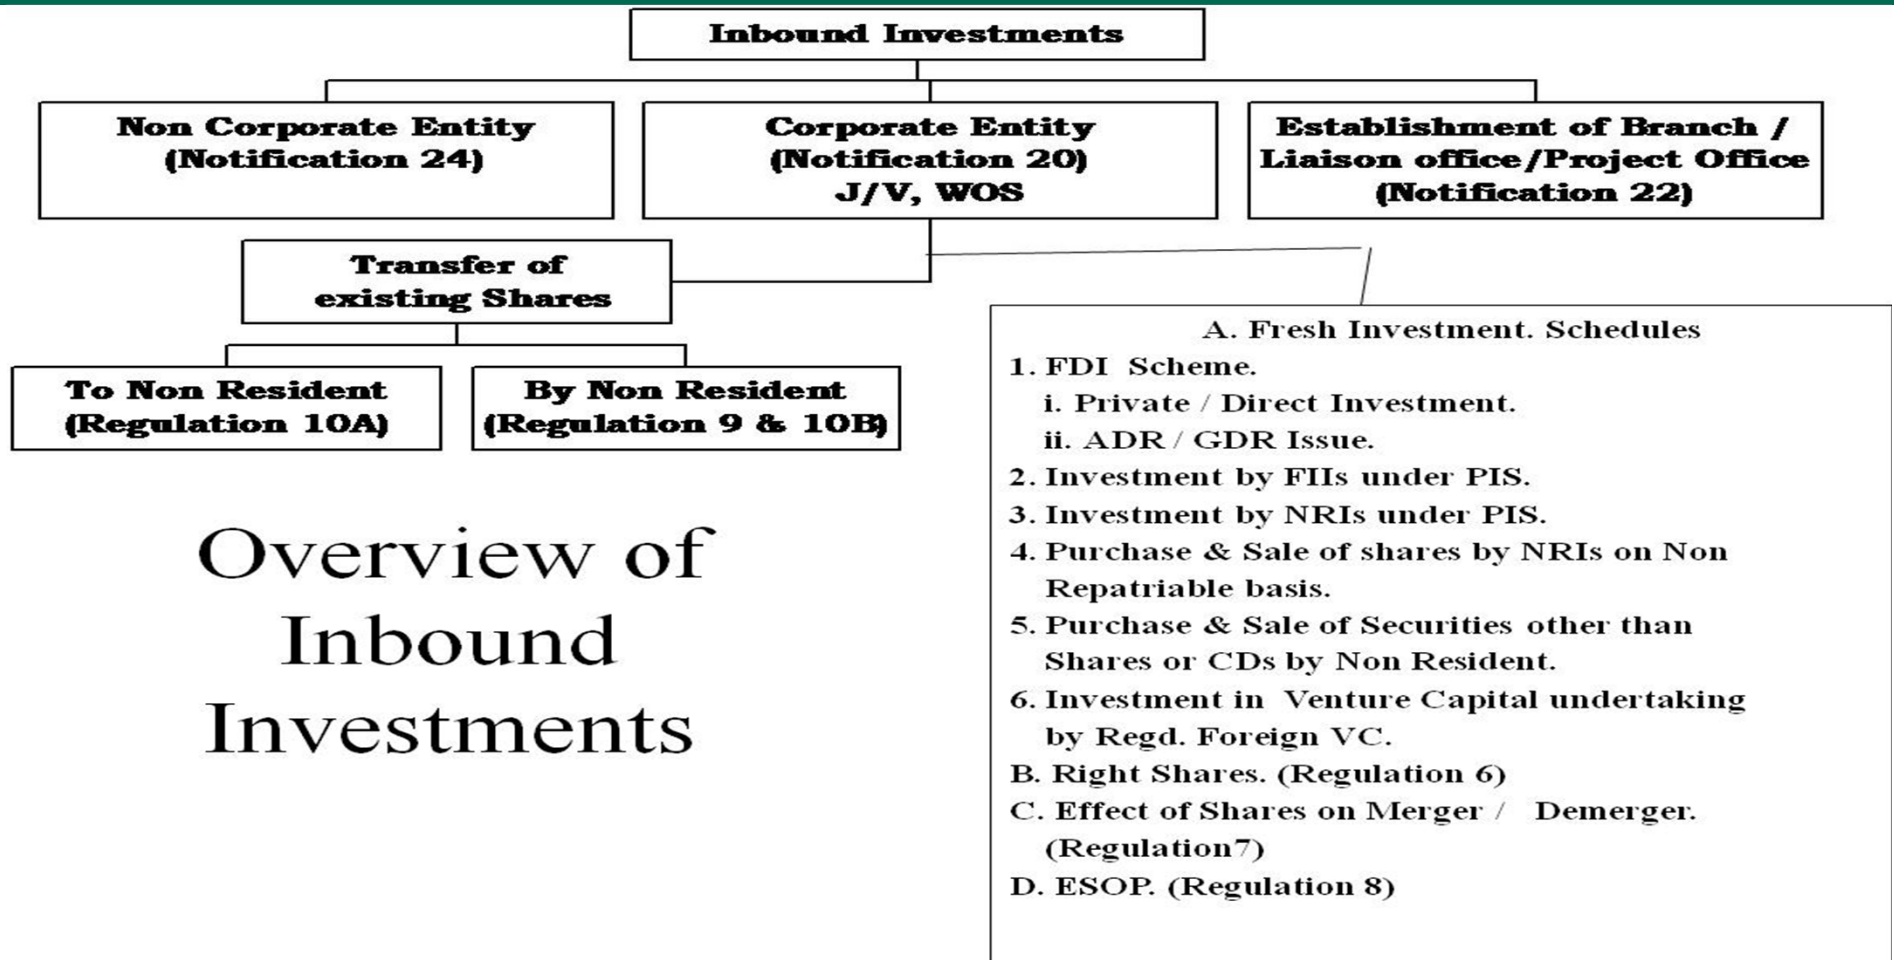 Inbound Investments
Non Corporate Entity
(Notification 24)
Corporate Entity
(Notification 20)
J/V, WOS
Establishment of Branch /
Liaison office/Project Office
(Notification 22)
Transfer of
existing Shares
To Non Resident
(Regulation 10A)
By Non Resident
(Regulation 9 & 10B)
Overview of
Inbound
Investments
A. Fresh Investment. Schedules
1. FDI Scheme.
i. Private / Direct Investment.
ii. ADR / GDR Issue.
2. Investment by FIIs under PIS.
3. Investment by NRIs under PIS.
4. Purchase & Sale of shares by NRIs on Non
Repatriable basis.
5. Purchase & Sale of Securities other than
Shares or CDs by Non Resident.
6. Investment in Venture Capital undertaking
by Regd. Foreign VC.
B. Right Shares. (Regulation 6)
C. Effect of Shares on Merger / Demerger.
(Regulation7)
D. ESOP. (Regulation 8)